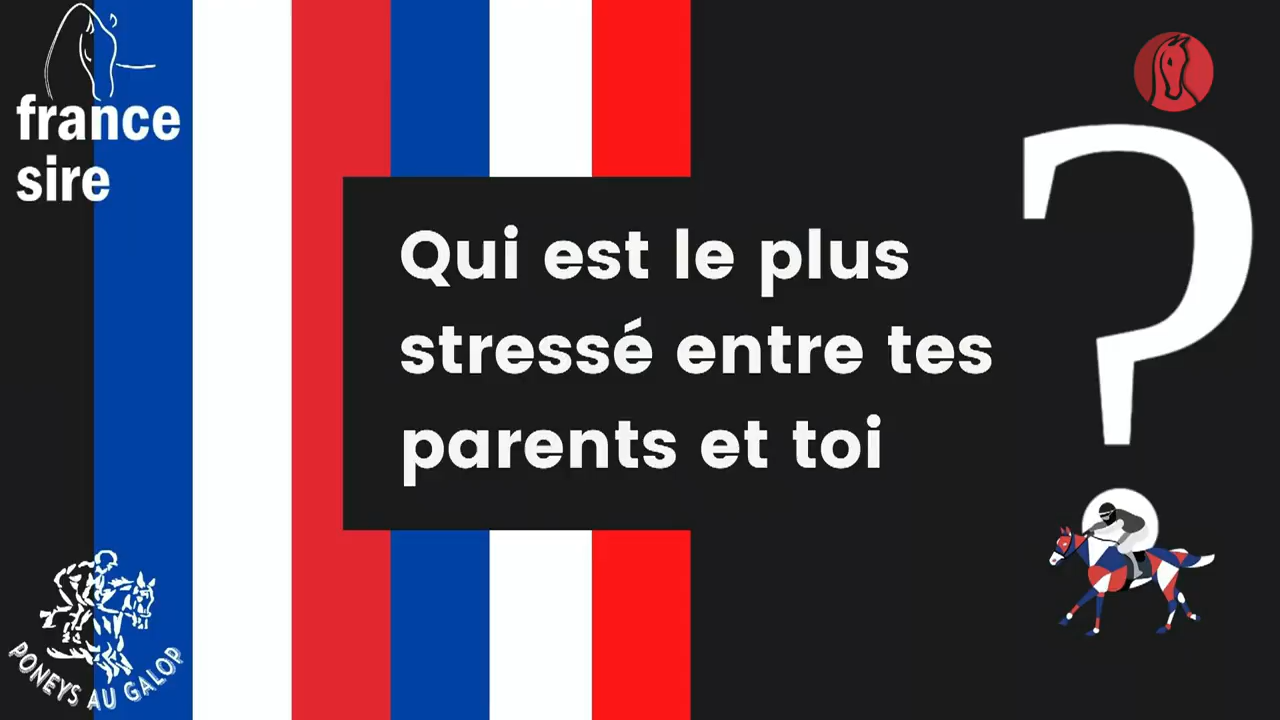 france
sire
Qui est le plus
stressé entre tes
parents et toi
?
PONEYS AU GALOP